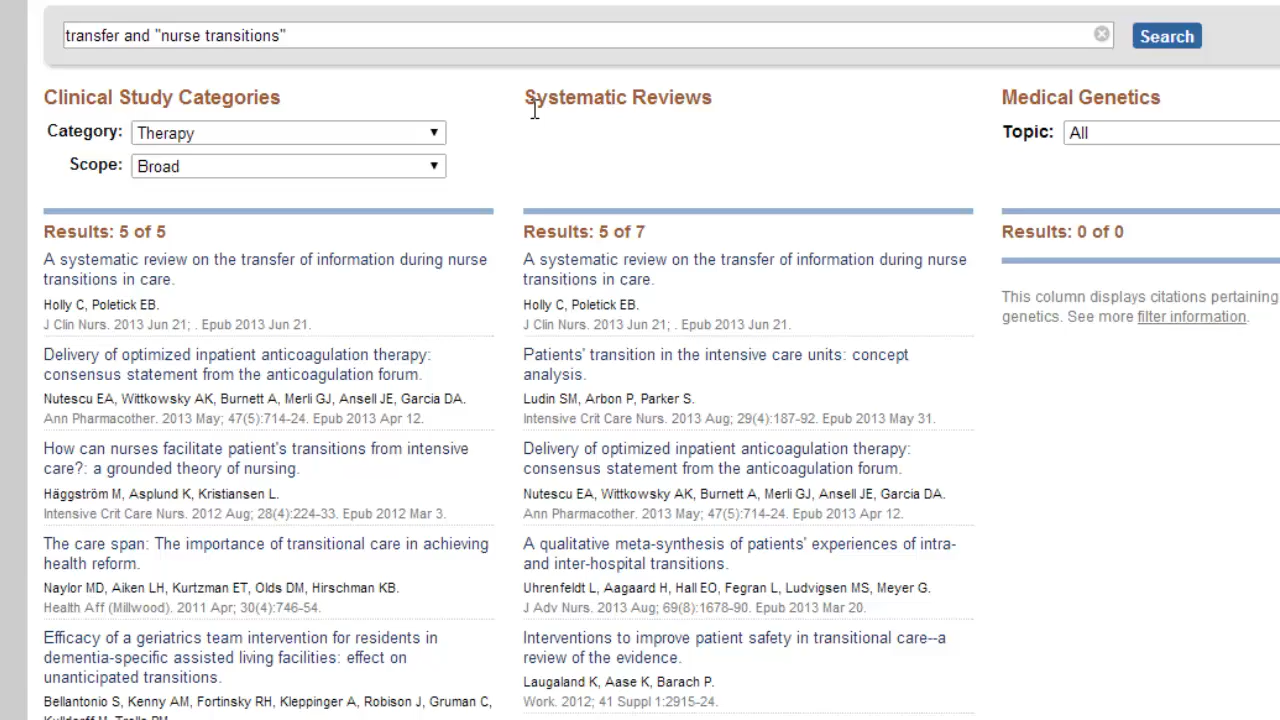 transfer and "nurse transitions"
Search
Clinical Study Categories
Category: Therapy
Scope: Broad
Results: 5 of 5
A systematic review on the transfer of information during nurse
transitions in care.
Holly C, Poletick EB.
J Clin Nurs. 2013 Jun 21; . Epub 2013 Jun 21.
Delivery of optimized inpatient anticoagulation therapy:
consensus statement from the anticoagulation forum.
Nutescu EA, Wittkowsky AK, Burnett A, Merli GJ, Ansell JE, Garcia DA.
Ann Pharmacother. 2013 May; 47(5):714-24. Epub 2013 Apr 12.
How can nurses facilitate patient's transitions from intensive
care?: a grounded theory of nursing.
Häggström M, Asplund K, Kristiansen L.
Intensive Crit Care Nurs. 2012 Aug; 28(4):224-33. Epub 2012 Mar 3.
The care span: The importance of transitional care in achieving
health reform.
Naylor MD, Aiken LH, Kurtzman ET, Olds DM, Hirschman KB.
Health Aff (Millwood). 2011 Apr; 30(4):746-54.
Efficacy of a geriatrics team intervention for residents in
dementia-specific assisted living facilities: effect on
unanticipated transitions.
Bellantonio S, Kenny AM, Fortinsky RH, Kleppinger A, Robison J, Gruman C,
Systematic Reviews
Results: 5 of 7
A systematic review on the transfer of information during nurse
transitions in care.
Holly C, Poletick EB.
J Clin Nurs. 2013 Jun 21; . Epub 2013 Jun 21.
Patients' transition in the intensive care units: concept
analysis.
Ludin SM, Arbon P, Parker S.
Intensive Crit Care Nurs. 2013 Aug; 29(4):187-92. Epub 2013 May 31.
Delivery of optimized inpatient anticoagulation therapy:
consensus statement from the anticoagulation forum.
Nutescu EA, Wittkowsky AK, Burnett A, Merli GJ, Ansell JE, Garcia DA.
Ann Pharmacother. 2013 May; 47(5):714-24. Epub 2013 Apr 12.
A qualitative meta-synthesis of patients' experiences of intra-
and inter-hospital transitions.
Uhrenfeldt L, Aagaard H, Hall EO, Fegran L, Ludvigsen MS, Meyer G.
J Adv Nurs. 2013 Aug; 69(8):1678-90. Epub 2013 Mar 20.
Interventions to improve patient safety in transitional care--a
review of the evidence.
Laugaland K, Aase K, Barach P.
Work. 2012; 41 Suppl 1:2915-24.
Medical Genetics
Topic: All
Results: 0 of 0
This column displays citations pertaining
genetics. See more filter information.